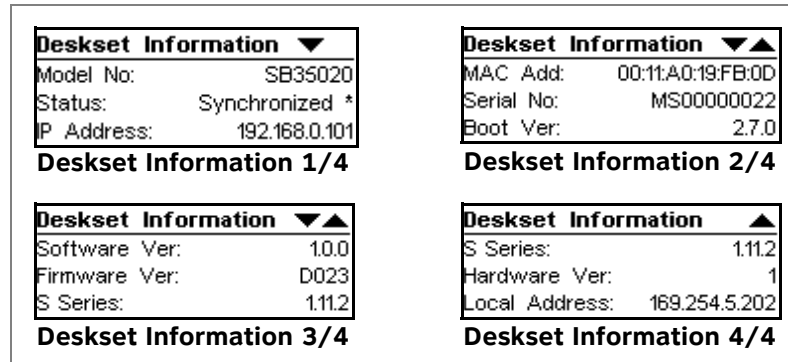 Deskset Information ▼
Model No: SB35020
Status: Synchronized *
IP Address: 192.168.0.101
Deskset Information 1/4
Deskset Information ▼▲
MAC Add: 00:11:A0:19:FB:0D
Serial No: MS00000022
Boot Ver: 2.7.0
Deskset Information 2/4
Deskset Information ▼▲
Software Ver: 1.0.0
Firmware Ver: D023
S Series: 1.11.2
Deskset Information 3/4
Deskset Information ▲
S Series: 1.11.2
Hardware Ver: 1
Local Address: 169.254.5.202
Deskset Information 4/4